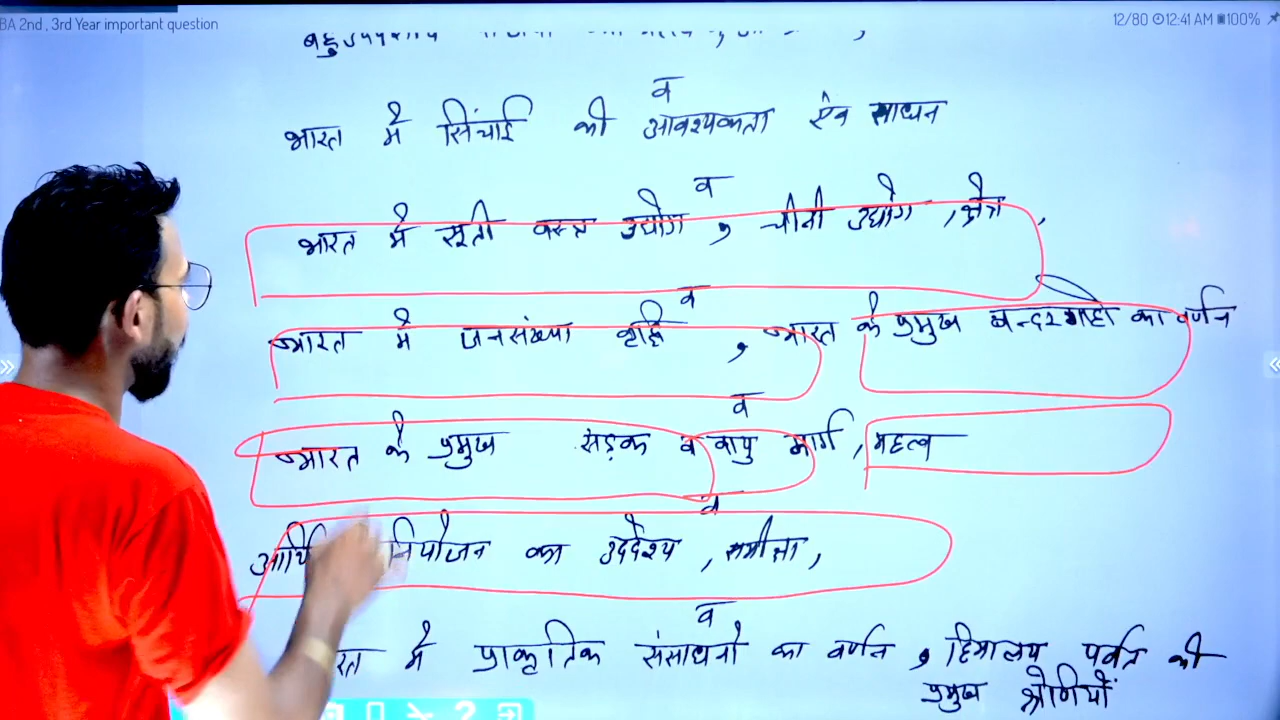 BA 2nd , 3rd Year important question
12/80 12:41 AM 100%
व
भारत में सिंचाई की आवश्यकता ऐंव साधन
व
भारत में सूती वस्त्र उद्योग , चीनी उद्योग , क्षेत्र ,
व
भारत में जनसंख्या वृद्धि , भारत के प्रमुख बन्दरगाहो का वर्णन
व
भारत के प्रमुख सड़क व वायु मार्ग , महत्व
व
नियोजन का उद्देश्य , समीक्षा ,
व
में प्राकृतिक संसाधनो का वर्णन , हिमालय पर्वत की
प्रमुख श्रेणियाँ